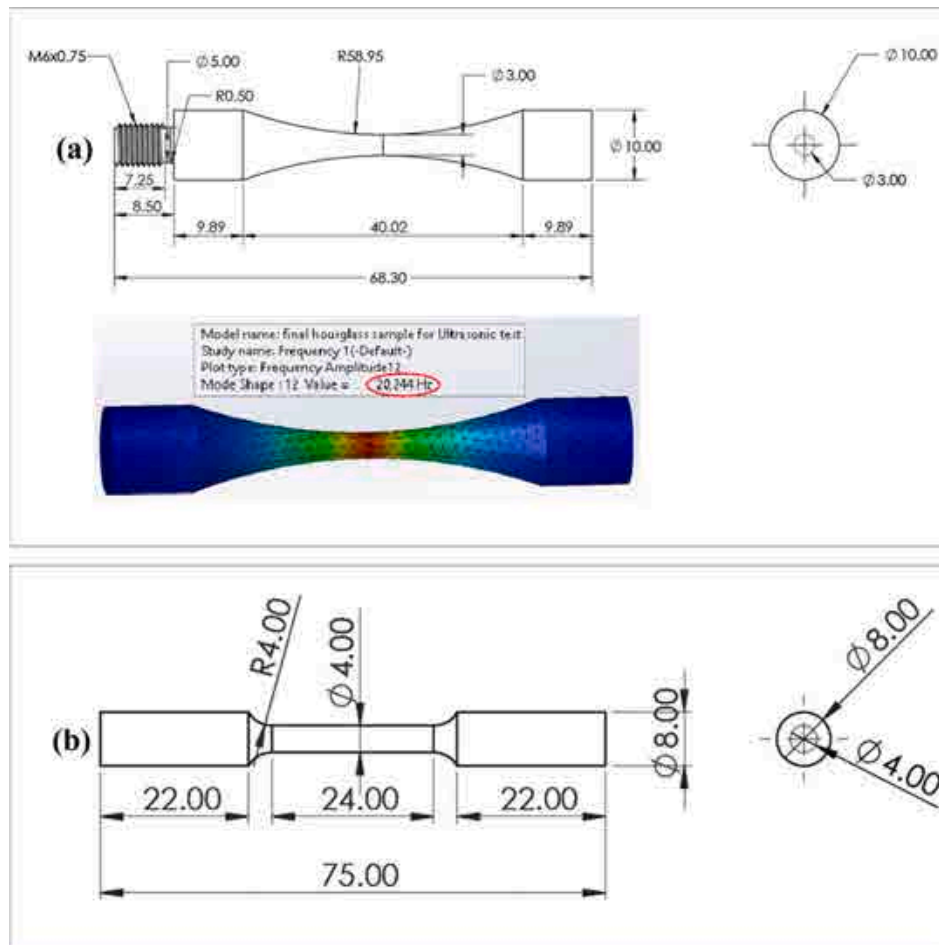 M6x0.75
Ø5.00
R0.50
R58.95
Ø3.00
Ø10.00
(a)
Ø10.00
Ø3.00
7.25
8.50
9.89
40.02
9.89
68.30
Model name: final hourglass sample for Ultrasonic test
Study name: Frequency 1(-Default-)
Plot type: Frequency Amplitude12
Mode Shape : 12 Value = 20,244 Hz
R4.00
Ø4.00
Ø8.00
Ø8.00
Ø4.00
(b)
22.00
24.00
22.00
75.00